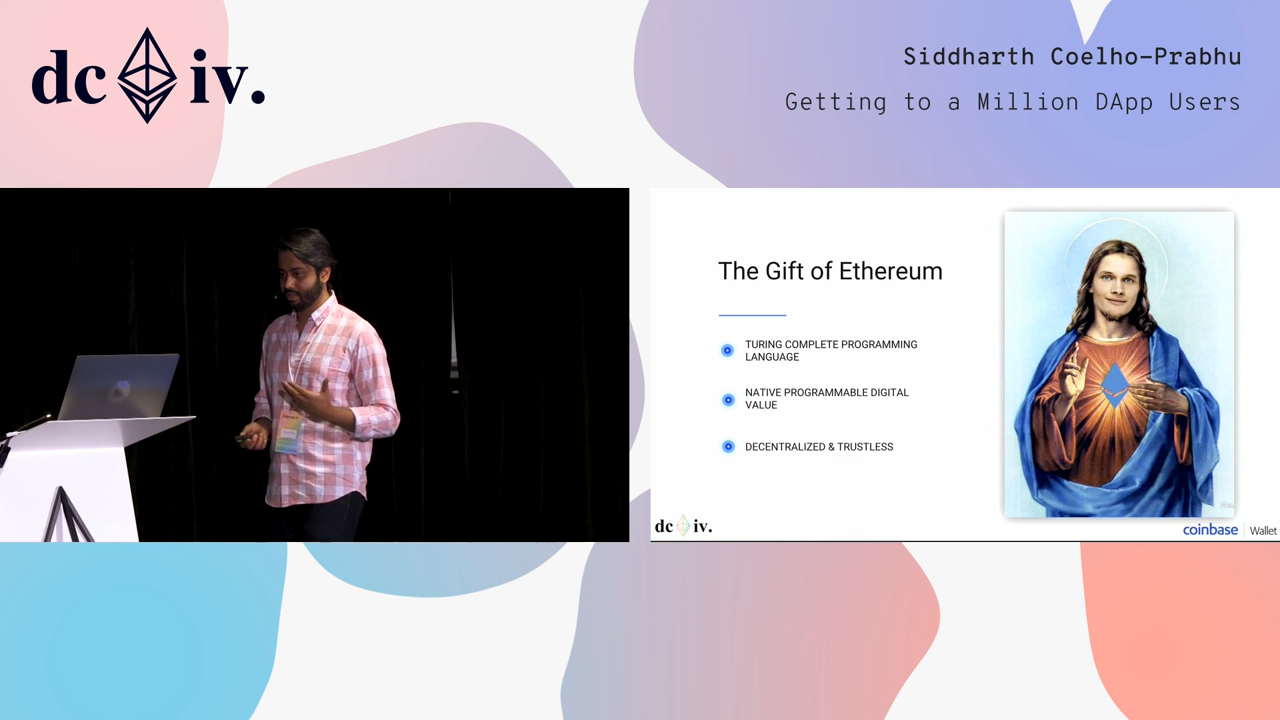 dc iv.
Siddharth Coelho-Prabhu
Getting to a Million DApp Users
The Gift of Ethereum
TURING COMPLETE PROGRAMMING
LANGUAGE
NATIVE PROGRAMMABLE DIGITAL
VALUE
DECENTRALIZED & TRUSTLESS
dc iv.
coinbase | Wallet